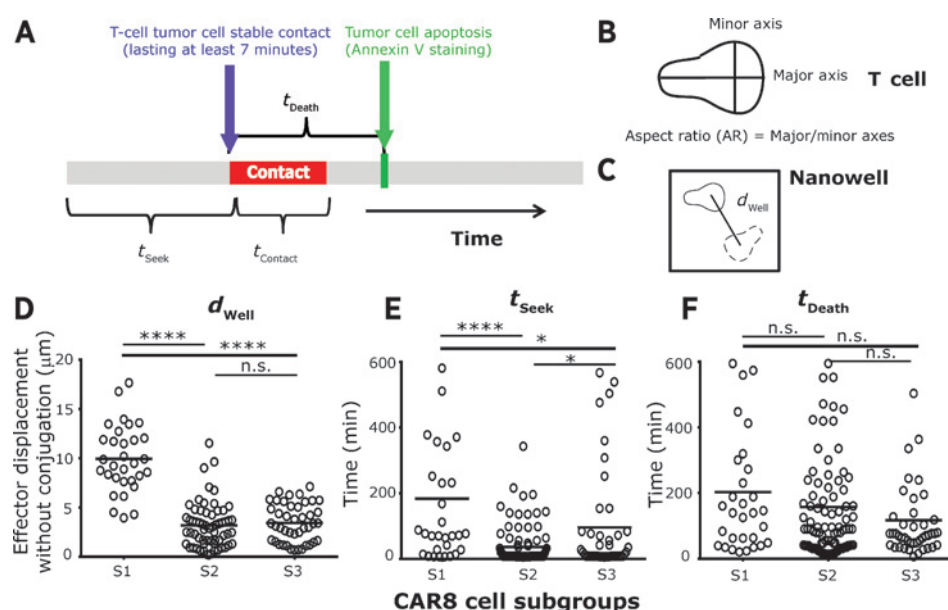 A
T-cell tumor cell stable contact
(lasting at least 7 minutes)
Tumor cell apoptosis
(Annexin V staining)
tDeath
Contact
tSeek
tContact
Time
B
Minor axis
Major axis
T cell
Aspect ratio (AR) = Major/minor axes
C
Nanowell
dWell
D
dWell
****
****
n.s.
Effector displacement
without conjugation (μm)
20
15
10
5
0
S1
S2
S3
E
tSeek
****
*
*
Time (min)
600
400
200
0
S1
S2
S3
F
tDeath
n.s.
n.s.
n.s.
Time (min)
600
400
200
0
S1
S2
S3
CAR8 cell subgroups